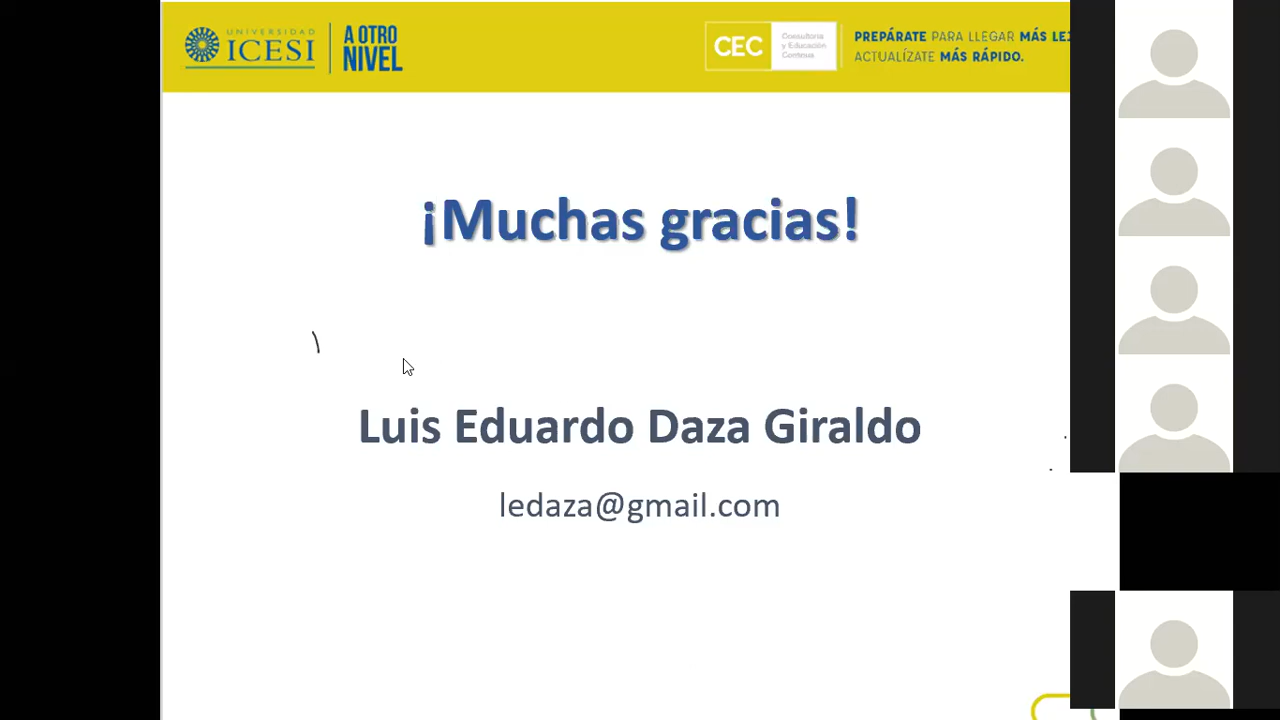 UNIVERSIDAD
ICESI
A OTRO
NIVEL
CEC
Consultoría
y Educación
Continua
PREPÁRATE PARA LLEGAR MÁS
ACTUALÍZATE MÁS RÁPIDO.
¡Muchas gracias!
Luis Eduardo Daza Giraldo
ledaza@gmail.com